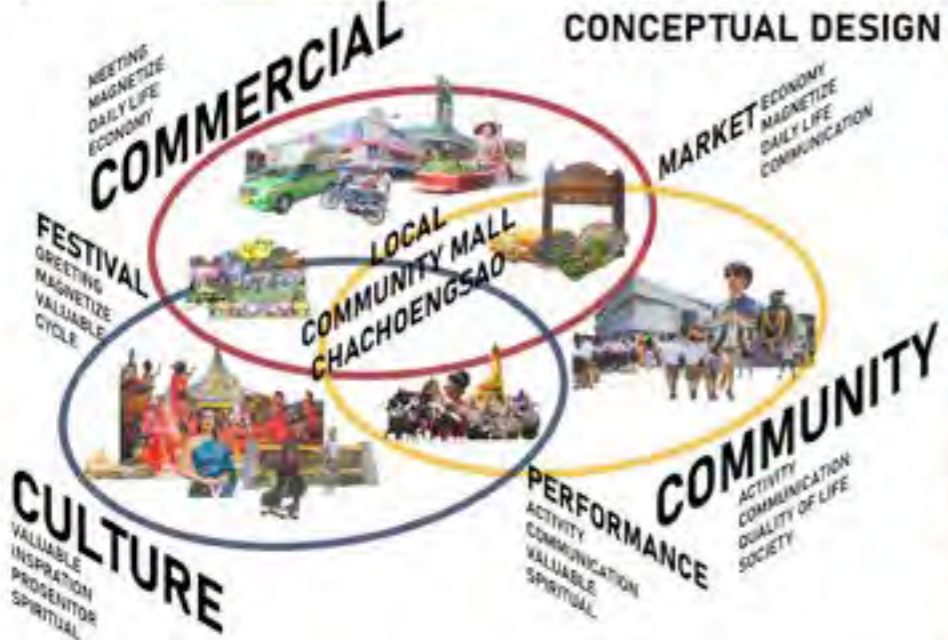 CONCEPTUAL DESIGN
MEETING
MAGNETIZE
DAILY LIFE
ECONOMY
COMMERCIAL
MARKET
ECONOMY
MAGNETIZE
DAILY LIFE
COMMUNICATION
FESTIVAL
GREETING
MAGNETIZE
VALUABLE
CYCLE
LOCAL
COMMUNITY MALL
CHACHOENGSAO
COMMUNITY
ACTIVITY
COMMUNICATION
QUALITY OF LIFE
SOCIETY
PERFORMANCE
ACTIVITY
COMMUNICATION
VALUABLE
SPIRITUAL
CULTURE
VALUABLE
INSPRATION
PROGENITOR
SPIRITUAL